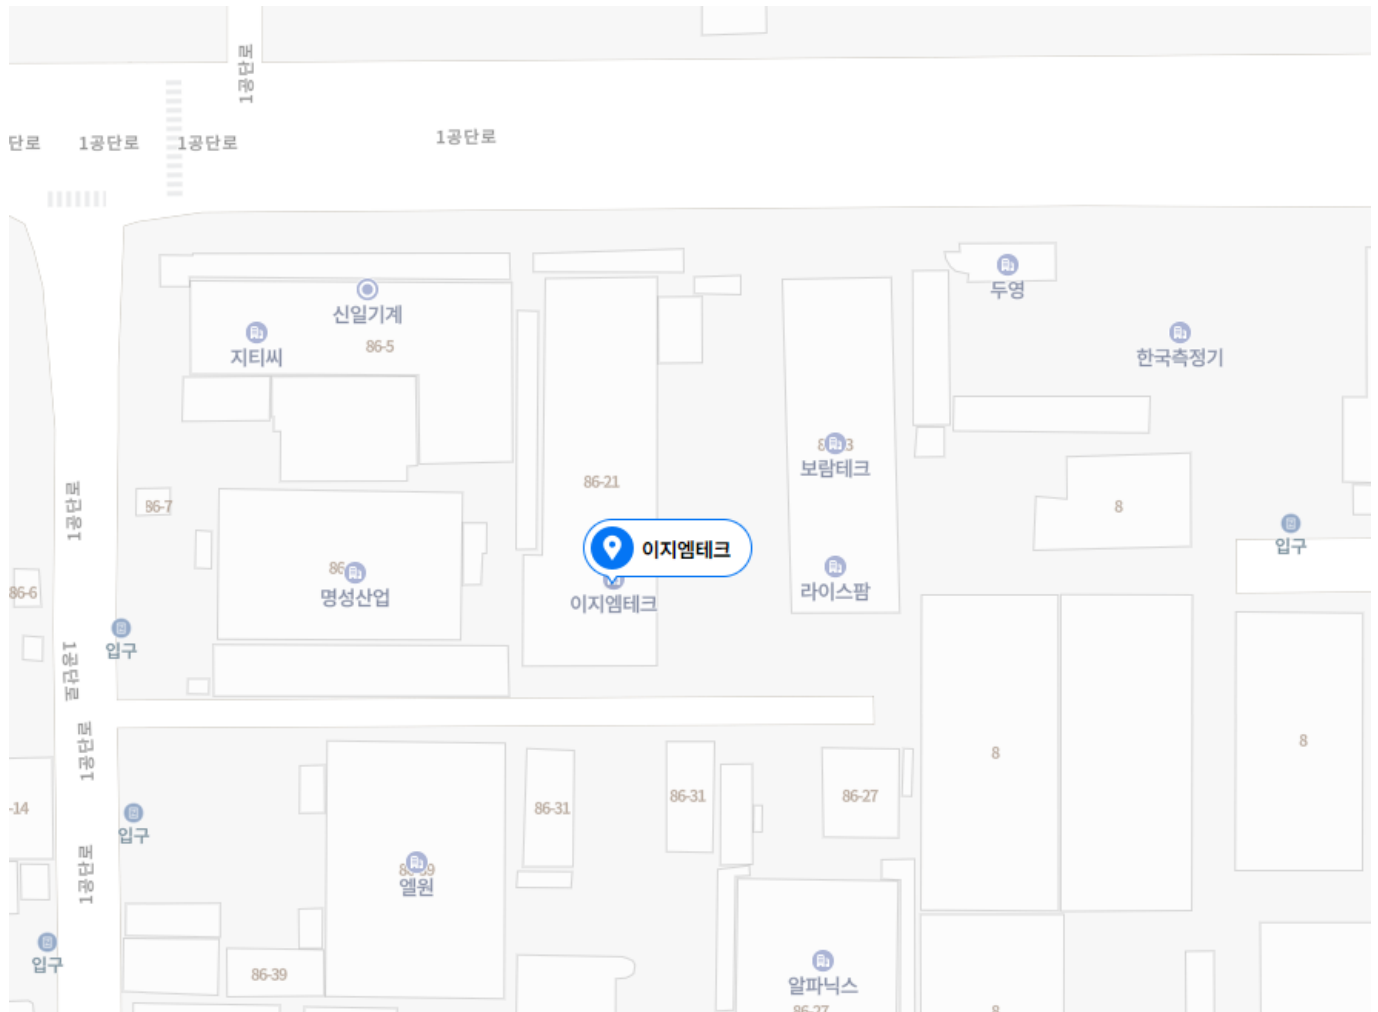 1공단로
단로
1공단로
1공단로
1공단로
두영
신일기계
지티씨
86-5
한국측정기
보람테크
86-21
1공단로
86-7
8
입구
이지엠테크
86
명성산업
이지엠테크
라이스팜
86-6
입구
1공단로
1공단로
8
8
-14
86-31
86-31
86-27
입구
1공단로
엘원
입구
86-39
알파닉스
86-27
8